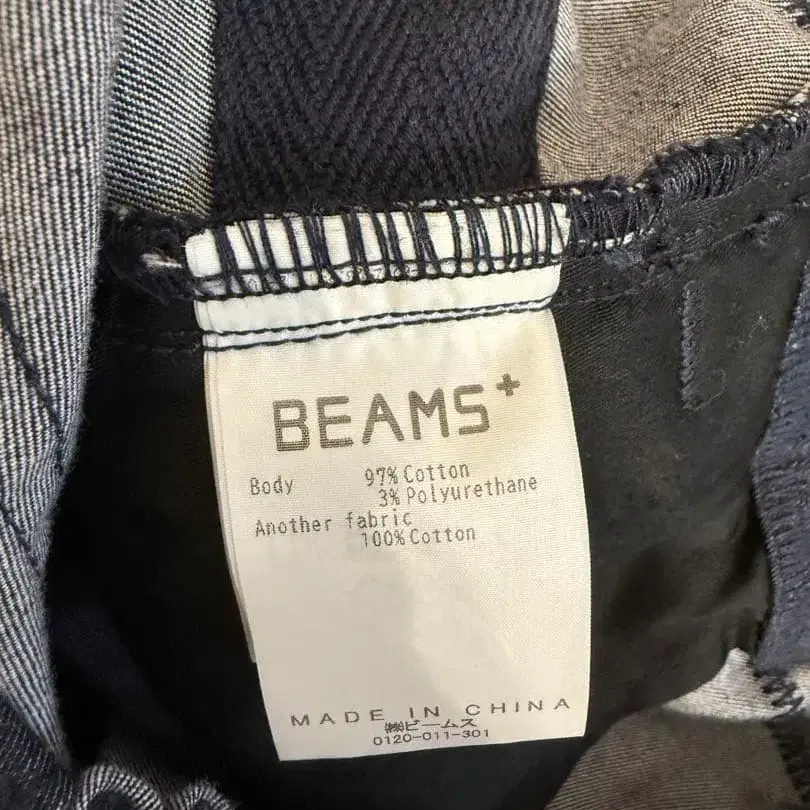 BEAMS+
Body 97% Cotton
3% Polyurethane
Another fabric
100% Cotton
MADE IN CHINA
㈱ビームス
0120-011-301